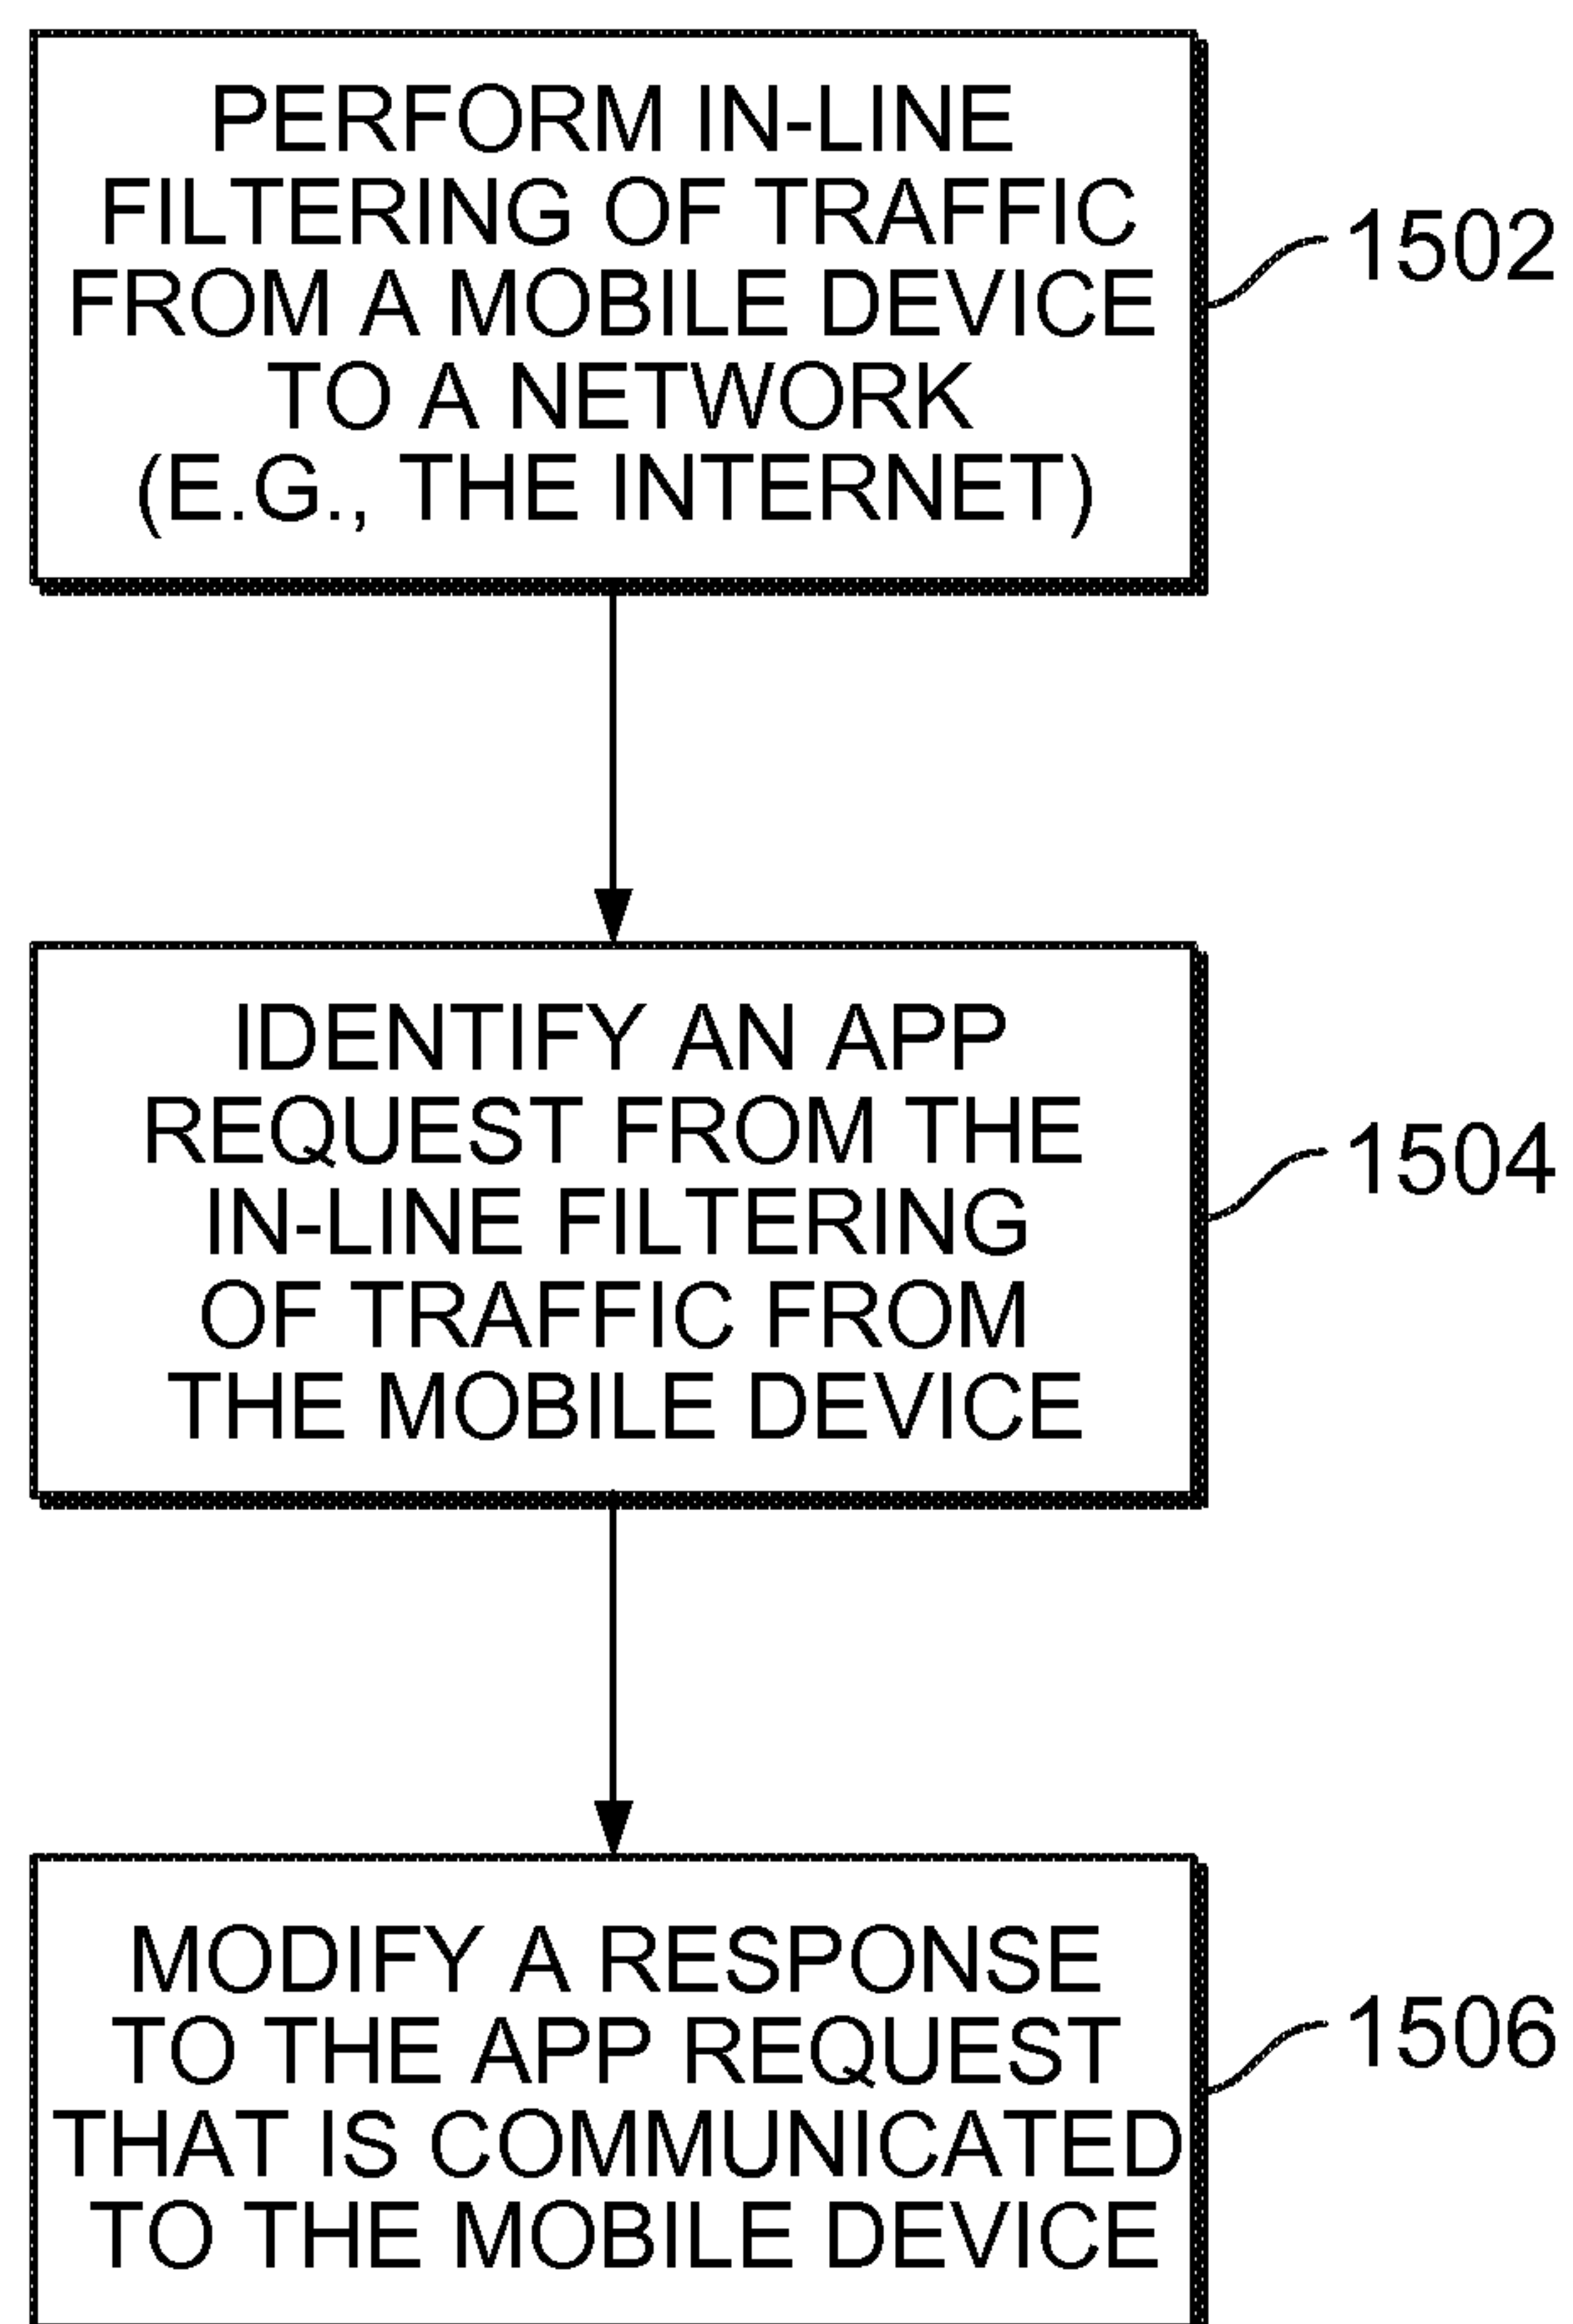 PERFORM IN-LINE
FILTERING OF TRAFFIC
FROM A MOBILE DEVICE
TO A NETWORK
(E.G., THE INTERNET)
1502
IDENTIFY AN APP
REQUEST FROM THE
IN-LINE FILTERING
OF TRAFFIC FROM
THE MOBILE DEVICE
1504
MODIFY A RESPONSE
TO THE APP REQUEST
THAT IS COMMUNICATED
TO THE MOBILE DEVICE
1506